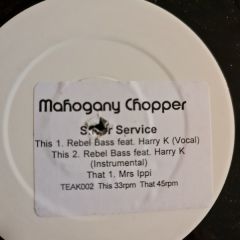 Mahogany Chopper
Service
This 1. Rebel Bass feat. Harry K (Vocal)
This 2. Rebel Bass feat. Harry K
(Instrumental)
That 1. Mrs Ippi
TEAK002 This 33rpm That 45rpm